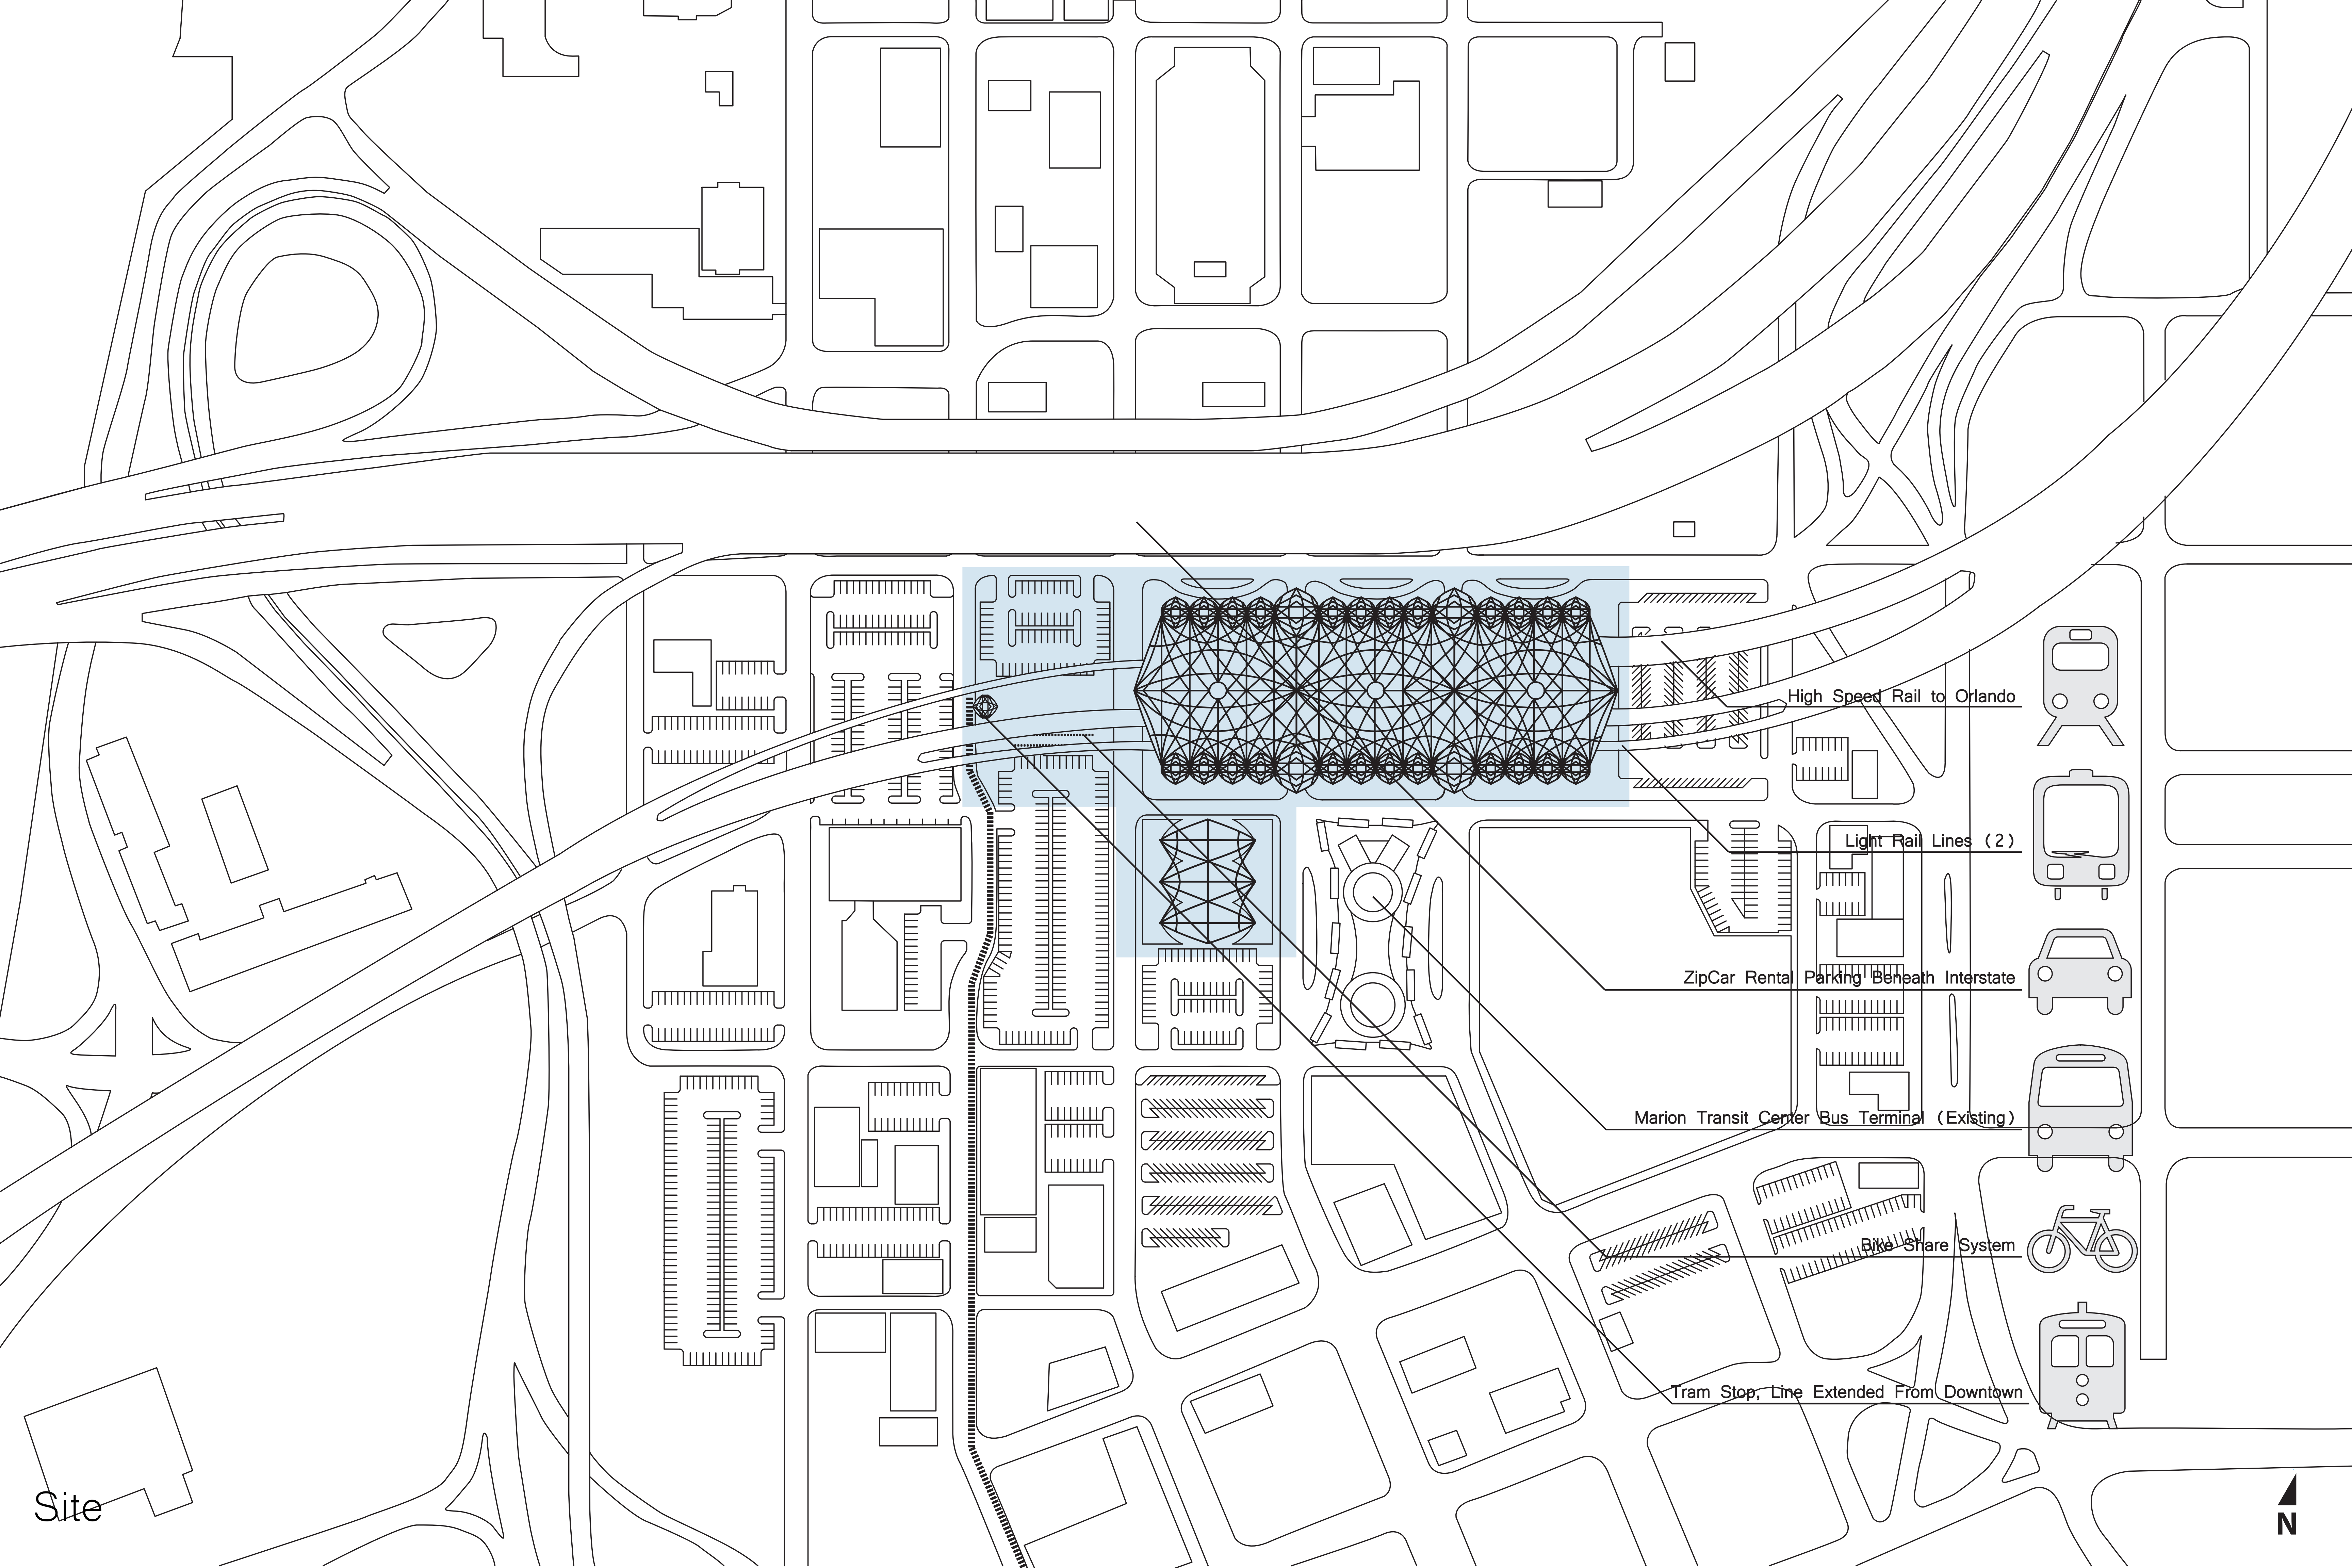 High Speed Rail to Orlando
Light Rail Lines (2)
ZipCar Rental Parking Beneath Interstate
Marion Transit Center Bus Terminal (Existing)
Bike Share System
Tram Stop, Line Extended From Downtown
Site
N